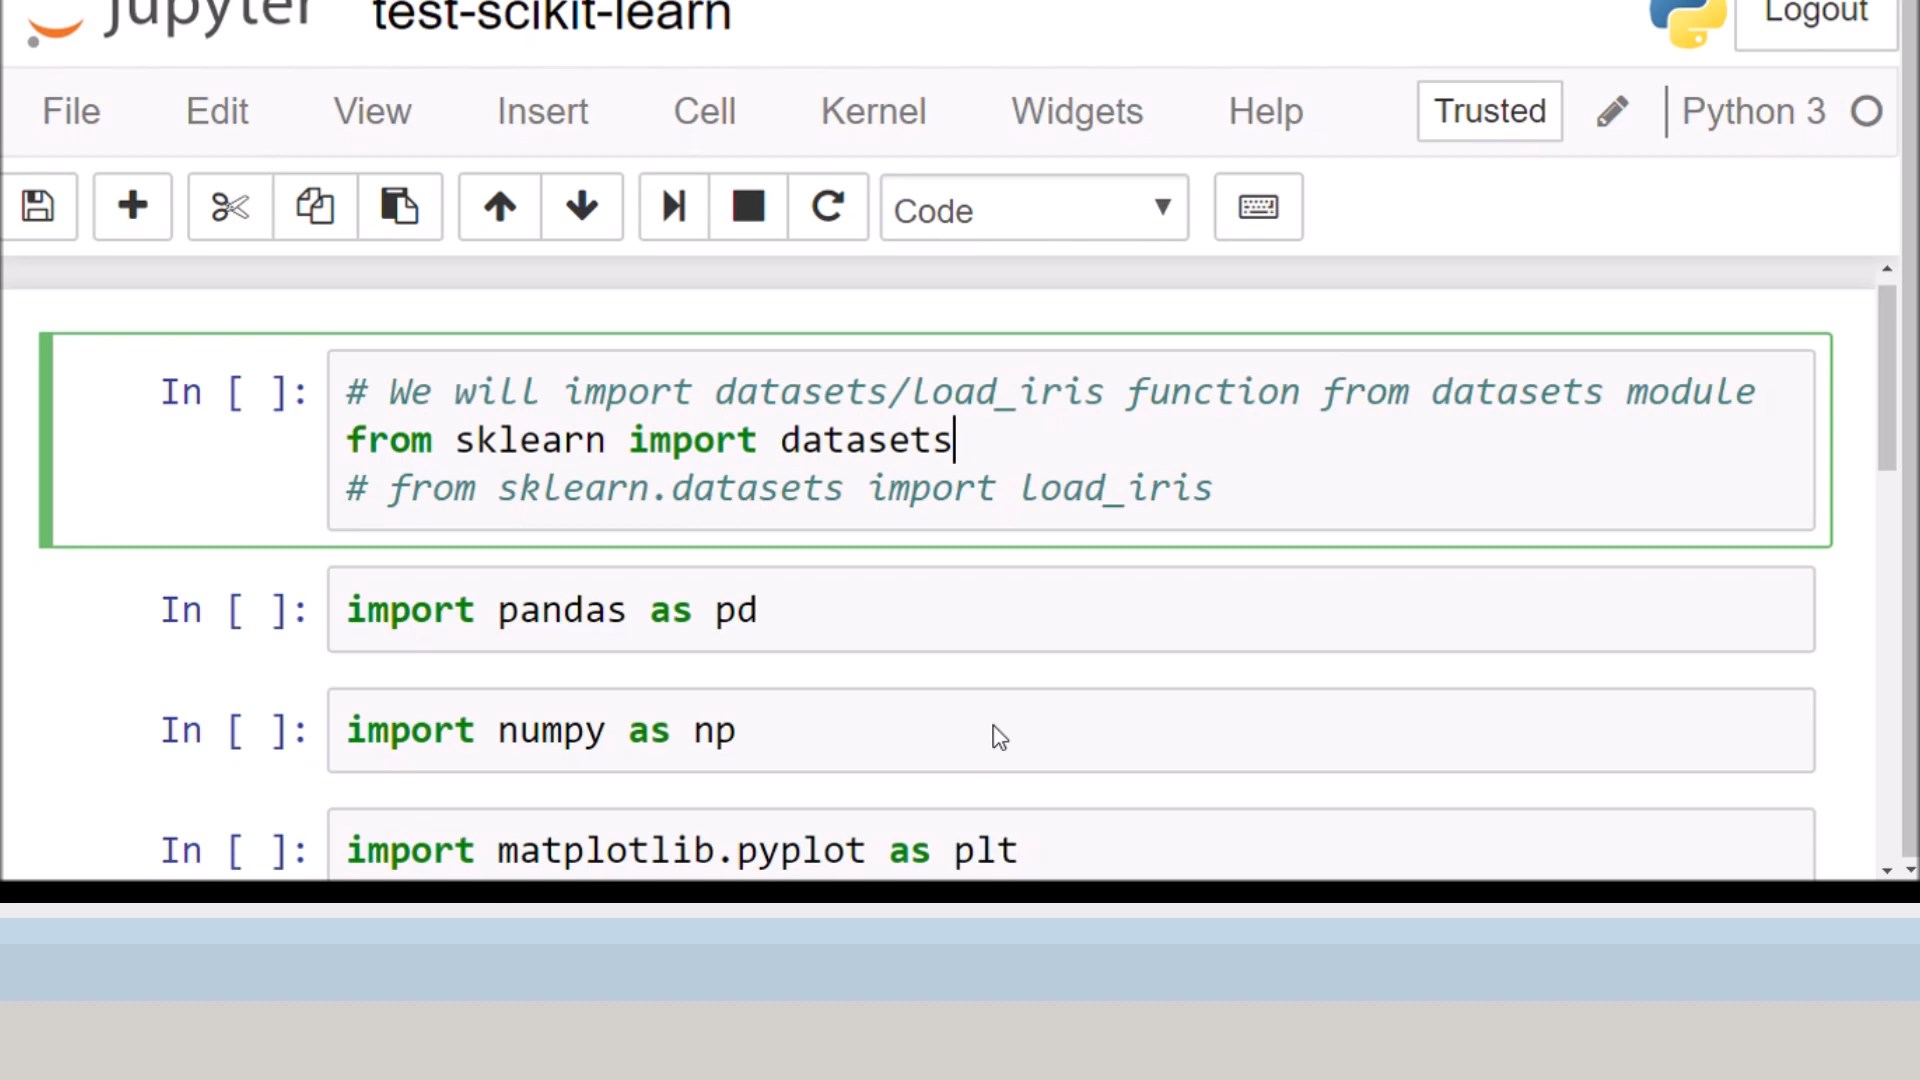 jupyter test-scikit-learn Logout
File Edit View Insert Cell Kernel Widgets Help Trusted Python 3
Code
In [ ]: # We will import datasets/load_iris function from datasets module
from sklearn import datasets
# from sklearn.datasets import load_iris
In [ ]: import pandas as pd
In [ ]: import numpy as np
In [ ]: import matplotlib.pyplot as plt